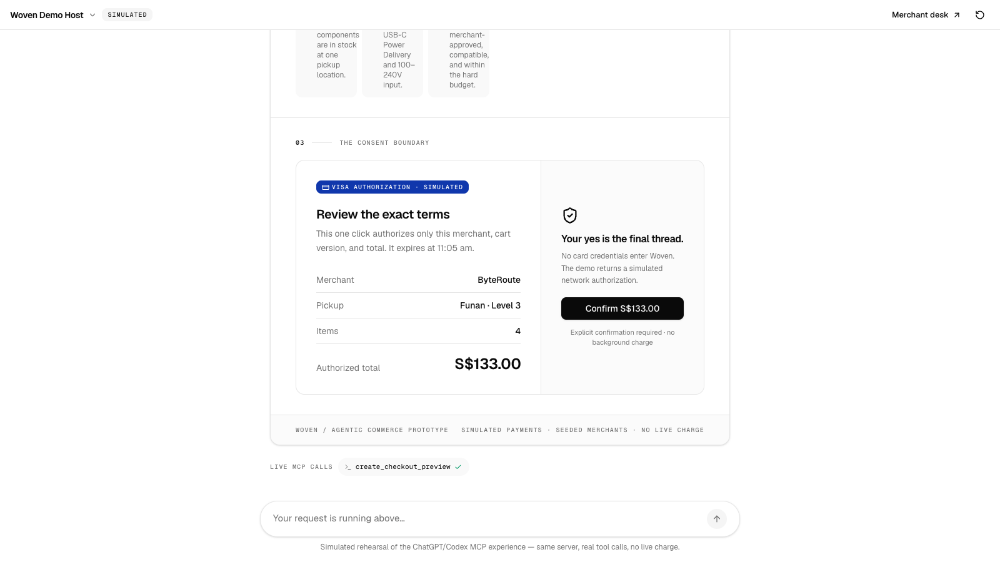 Woven Demo Host
SIMULATED
Merchant desk
components
are in stock
at one
pickup
location.
USB-C
Power
Delivery
and 100–
240V
input.
merchant-
approved,
compatible,
and within
the hard
budget.
03
THE CONSENT BOUNDARY
VISA AUTHORIZATION · SIMULATED
Review the exact terms
This one click authorizes only this merchant, cart
version, and total. It expires at 11:05 am.
Merchant ByteRoute
Pickup Funan · Level 3
Items 4
Authorized total S$133.00
Your yes is the final thread.
No card credentials enter Woven.
The demo returns a simulated
network authorization.
Confirm S$133.00
Explicit confirmation required · no
background charge
WOVEN / AGENTIC COMMERCE PROTOTYPE
SIMULATED PAYMENTS · SEEDED MERCHANTS · NO LIVE CHARGE
LIVE MCP CALLS
create_checkout_preview
Your request is running above…
Simulated rehearsal of the ChatGPT/Codex MCP experience — same server, real tool calls, no live charge.